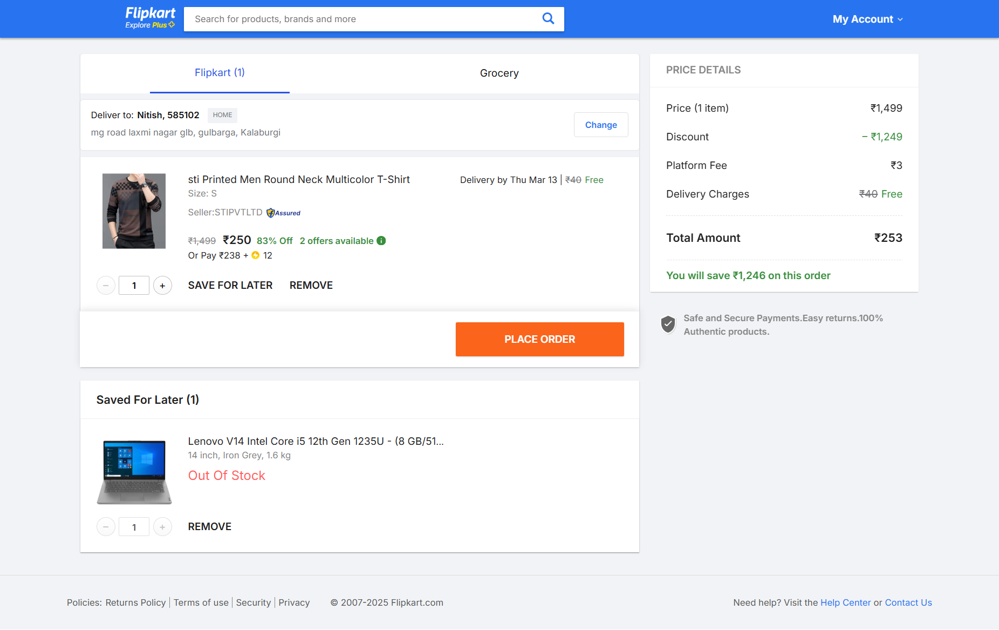 Flipkart
Explore Plus
Search for products, brands and more
My Account
Flipkart (1)
Grocery
Deliver to: Nitish, 585102 HOME
mg road laxmi nagar glb, gulbarga, Kalaburgi
Change
sti Printed Men Round Neck Multicolor T-Shirt
Size: S
Seller:STIPVTLTD Assured
₹1,499 ₹250 83% Off 2 offers available
Or Pay ₹238 + 12
Delivery by Thu Mar 13 | ₹40 Free
− 1 +
SAVE FOR LATER REMOVE
PLACE ORDER
Saved For Later (1)
Lenovo V14 Intel Core i5 12th Gen 1235U - (8 GB/51...
14 inch, Iron Grey, 1.6 kg
Out Of Stock
− 1 +
REMOVE
PRICE DETAILS
Price (1 item) ₹1,499
Discount − ₹1,249
Platform Fee ₹3
Delivery Charges ₹40 Free
Total Amount ₹253
You will save ₹1,246 on this order
Safe and Secure Payments.Easy returns.100%
Authentic products.
Policies: Returns Policy | Terms of use | Security | Privacy © 2007-2025 Flipkart.com
Need help? Visit the Help Center or Contact Us